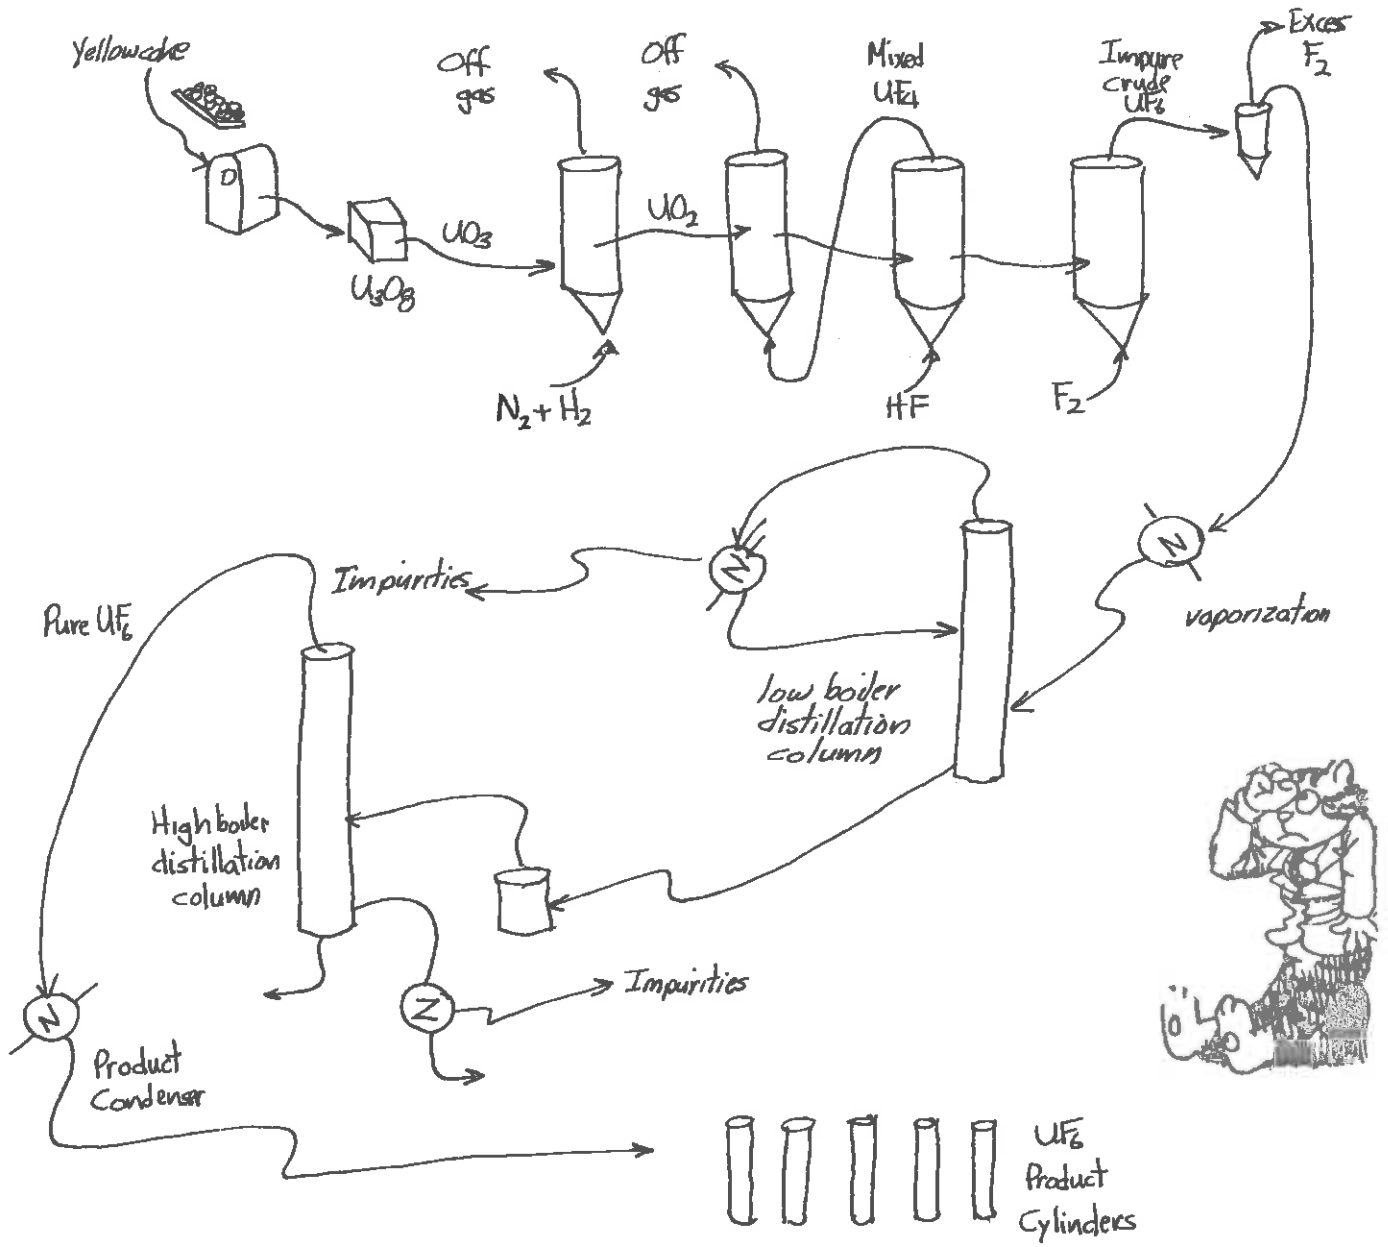 Yellowcake
D
U3O8
UO3
Off
gas
N2 + H2
UO2
Off
gas
Mixed
UF4
HF
F2
Impure
crude
UF6
Exces
F2
N
vaporization
N
Impurities
low boiler
distillation
column
Pure UF6
High boiler
distillation
column
N
Impurities
N
Product
Condenser
UF6
Product
Cylinders